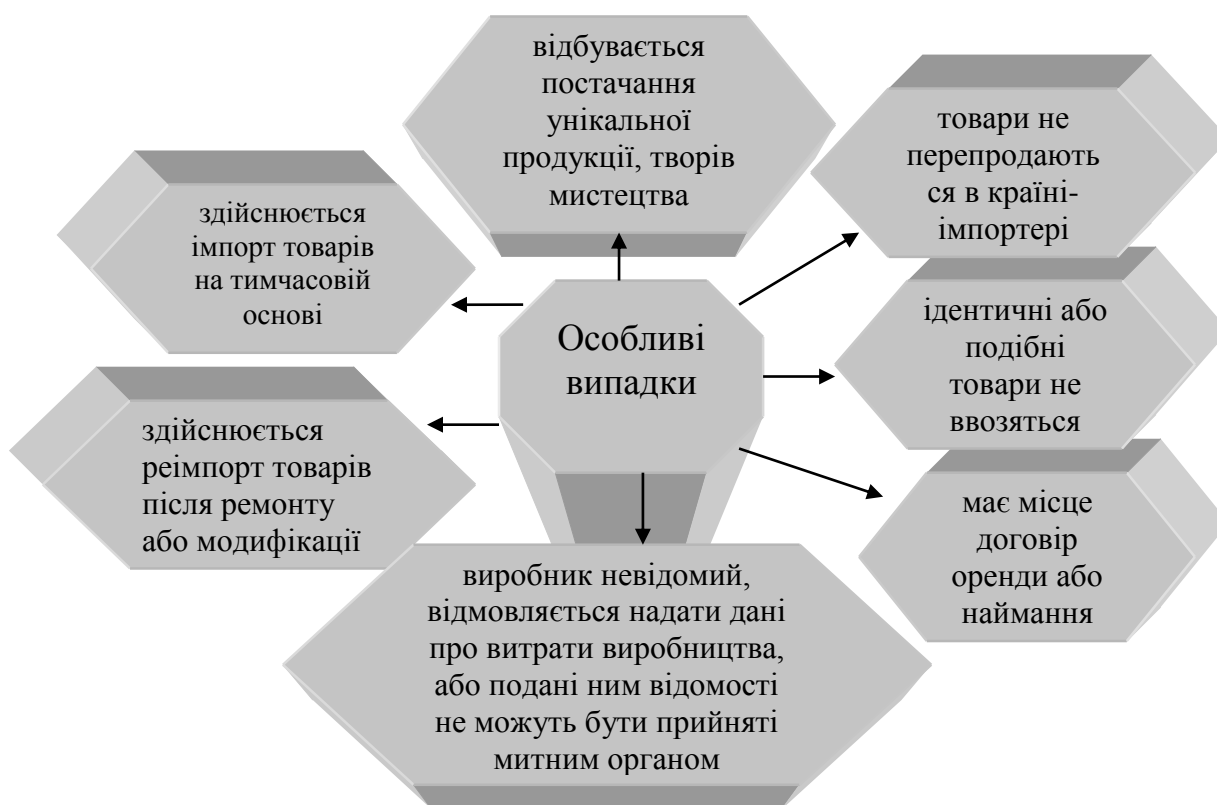 відбувається
постачання
унікальної
продукції, творів
мистецтва
товари не
перепродають
ся в країні-
імпортері
здійснюється
імпорт товарів
на тимчасовій
основі
Особливі
випадки
ідентичні або
подібні
товари не
ввозяться
здійснюється
реімпорт товарів
після ремонту
або модифікації
має місце
договір
оренди або
наймання
виробник невідомий,
відмовляється надати дані
про витрати виробництва,
або подані ним відомості
не можуть бути прийняті
митним органом